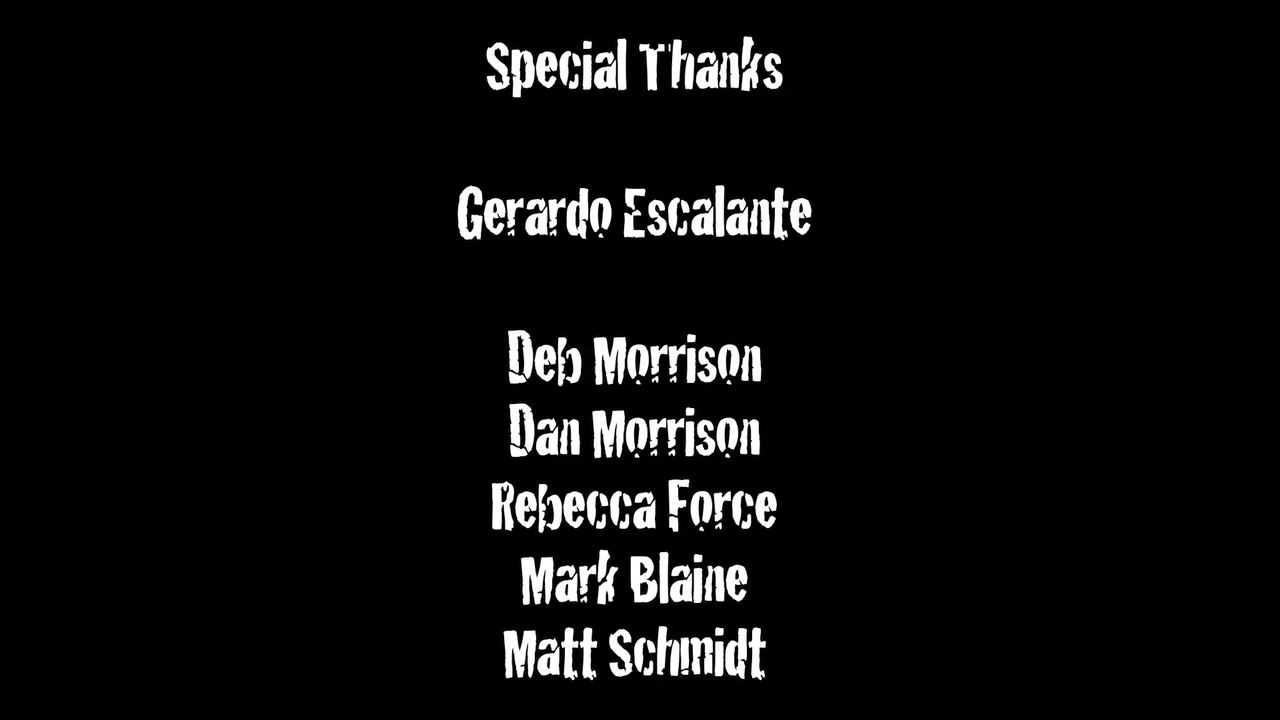 Special Thanks
Gerardo Escalante
Deb Morrison
Dan Morrison
Rebecca Force
Mark Blaine
Matt Schmidt